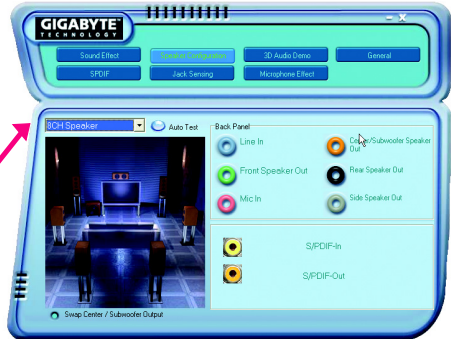 GIGABYTE
TECHNOLOGY
Sound Effect
Speaker Configuration
3D Audio Demo
General
SPDIF
Jack Sensing
Microphone Effect
8CH Speaker
Auto Test
Back Panel
Line In
Center/Subwoofer Speaker
Out
Front Speaker Out
Rear Speaker Out
Mic In
Side Speaker Out
S/PDIF-In
S/PDIF-Out
Swap Center / Subwoofer Output